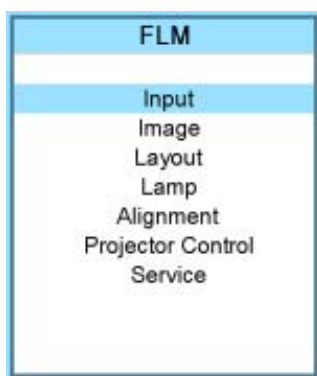 FLM
Input
Image
Layout
Lamp
Alignment
Projector Control
Service